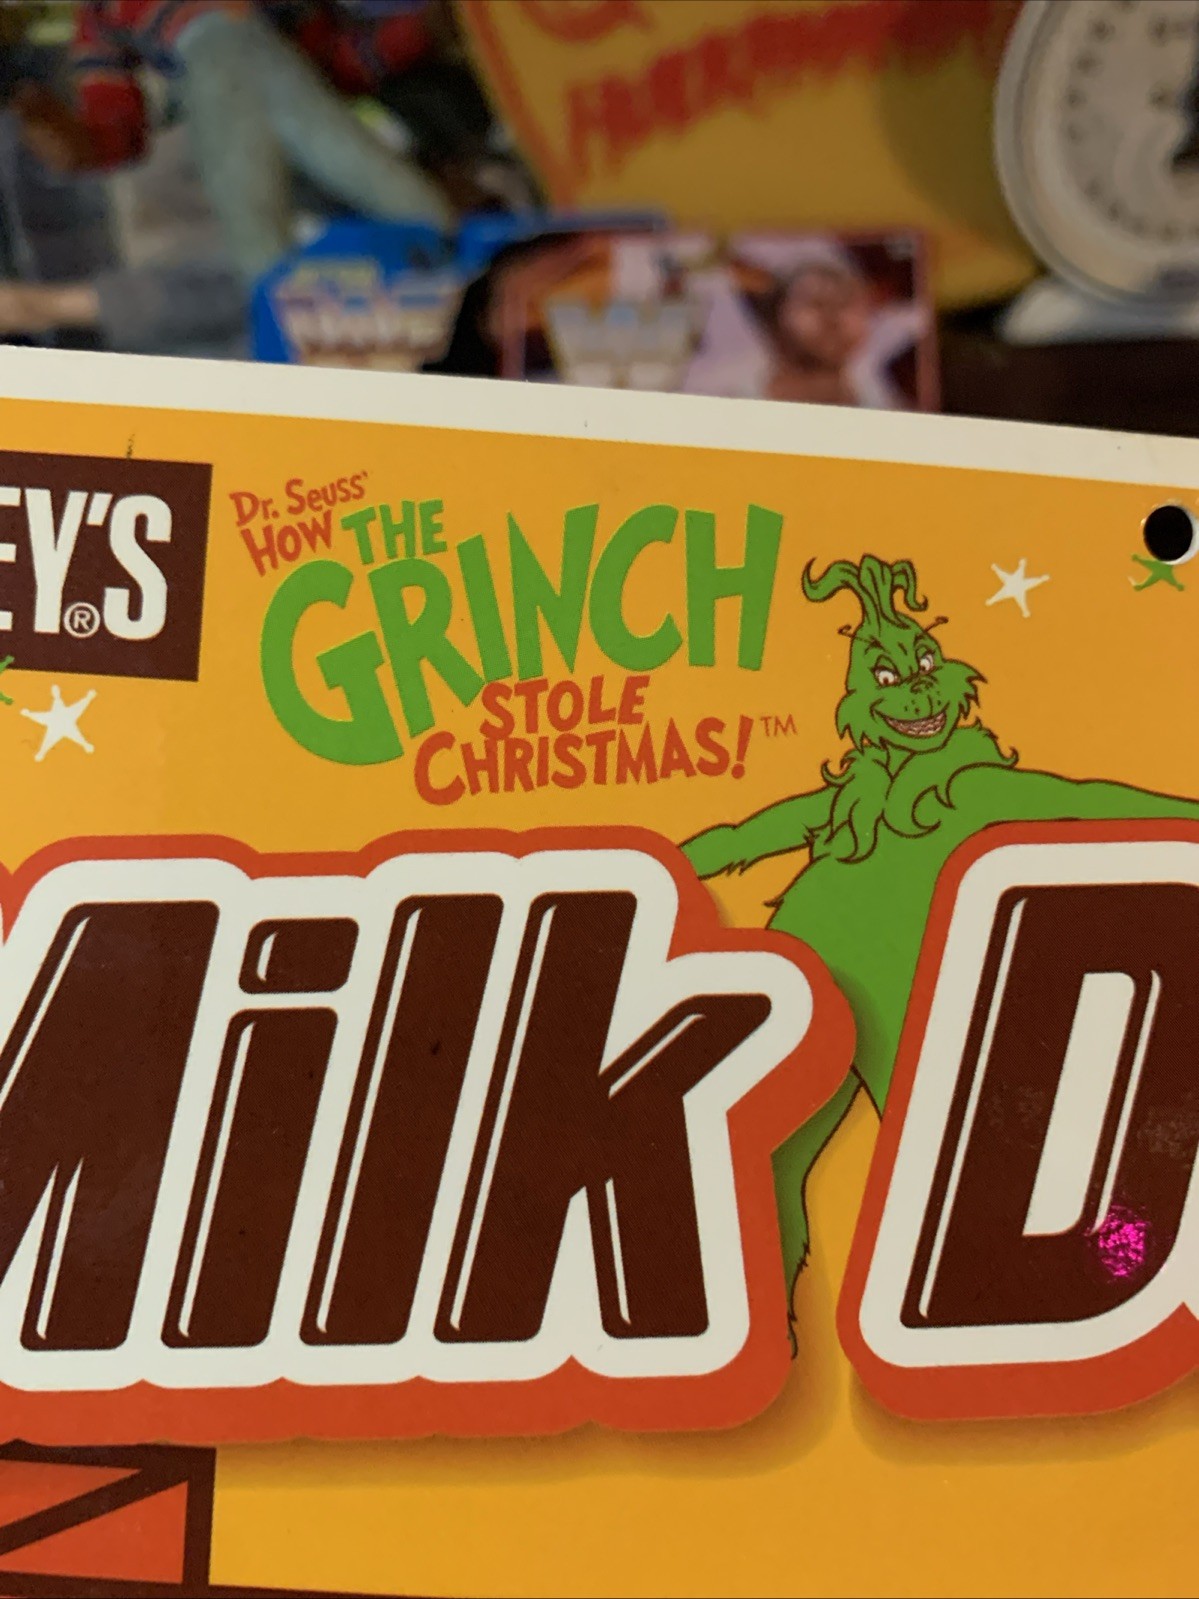 EY'S®
Dr. Seuss'
HOW THE
GRINCH
STOLE
CHRISTMAS!™
Milk D